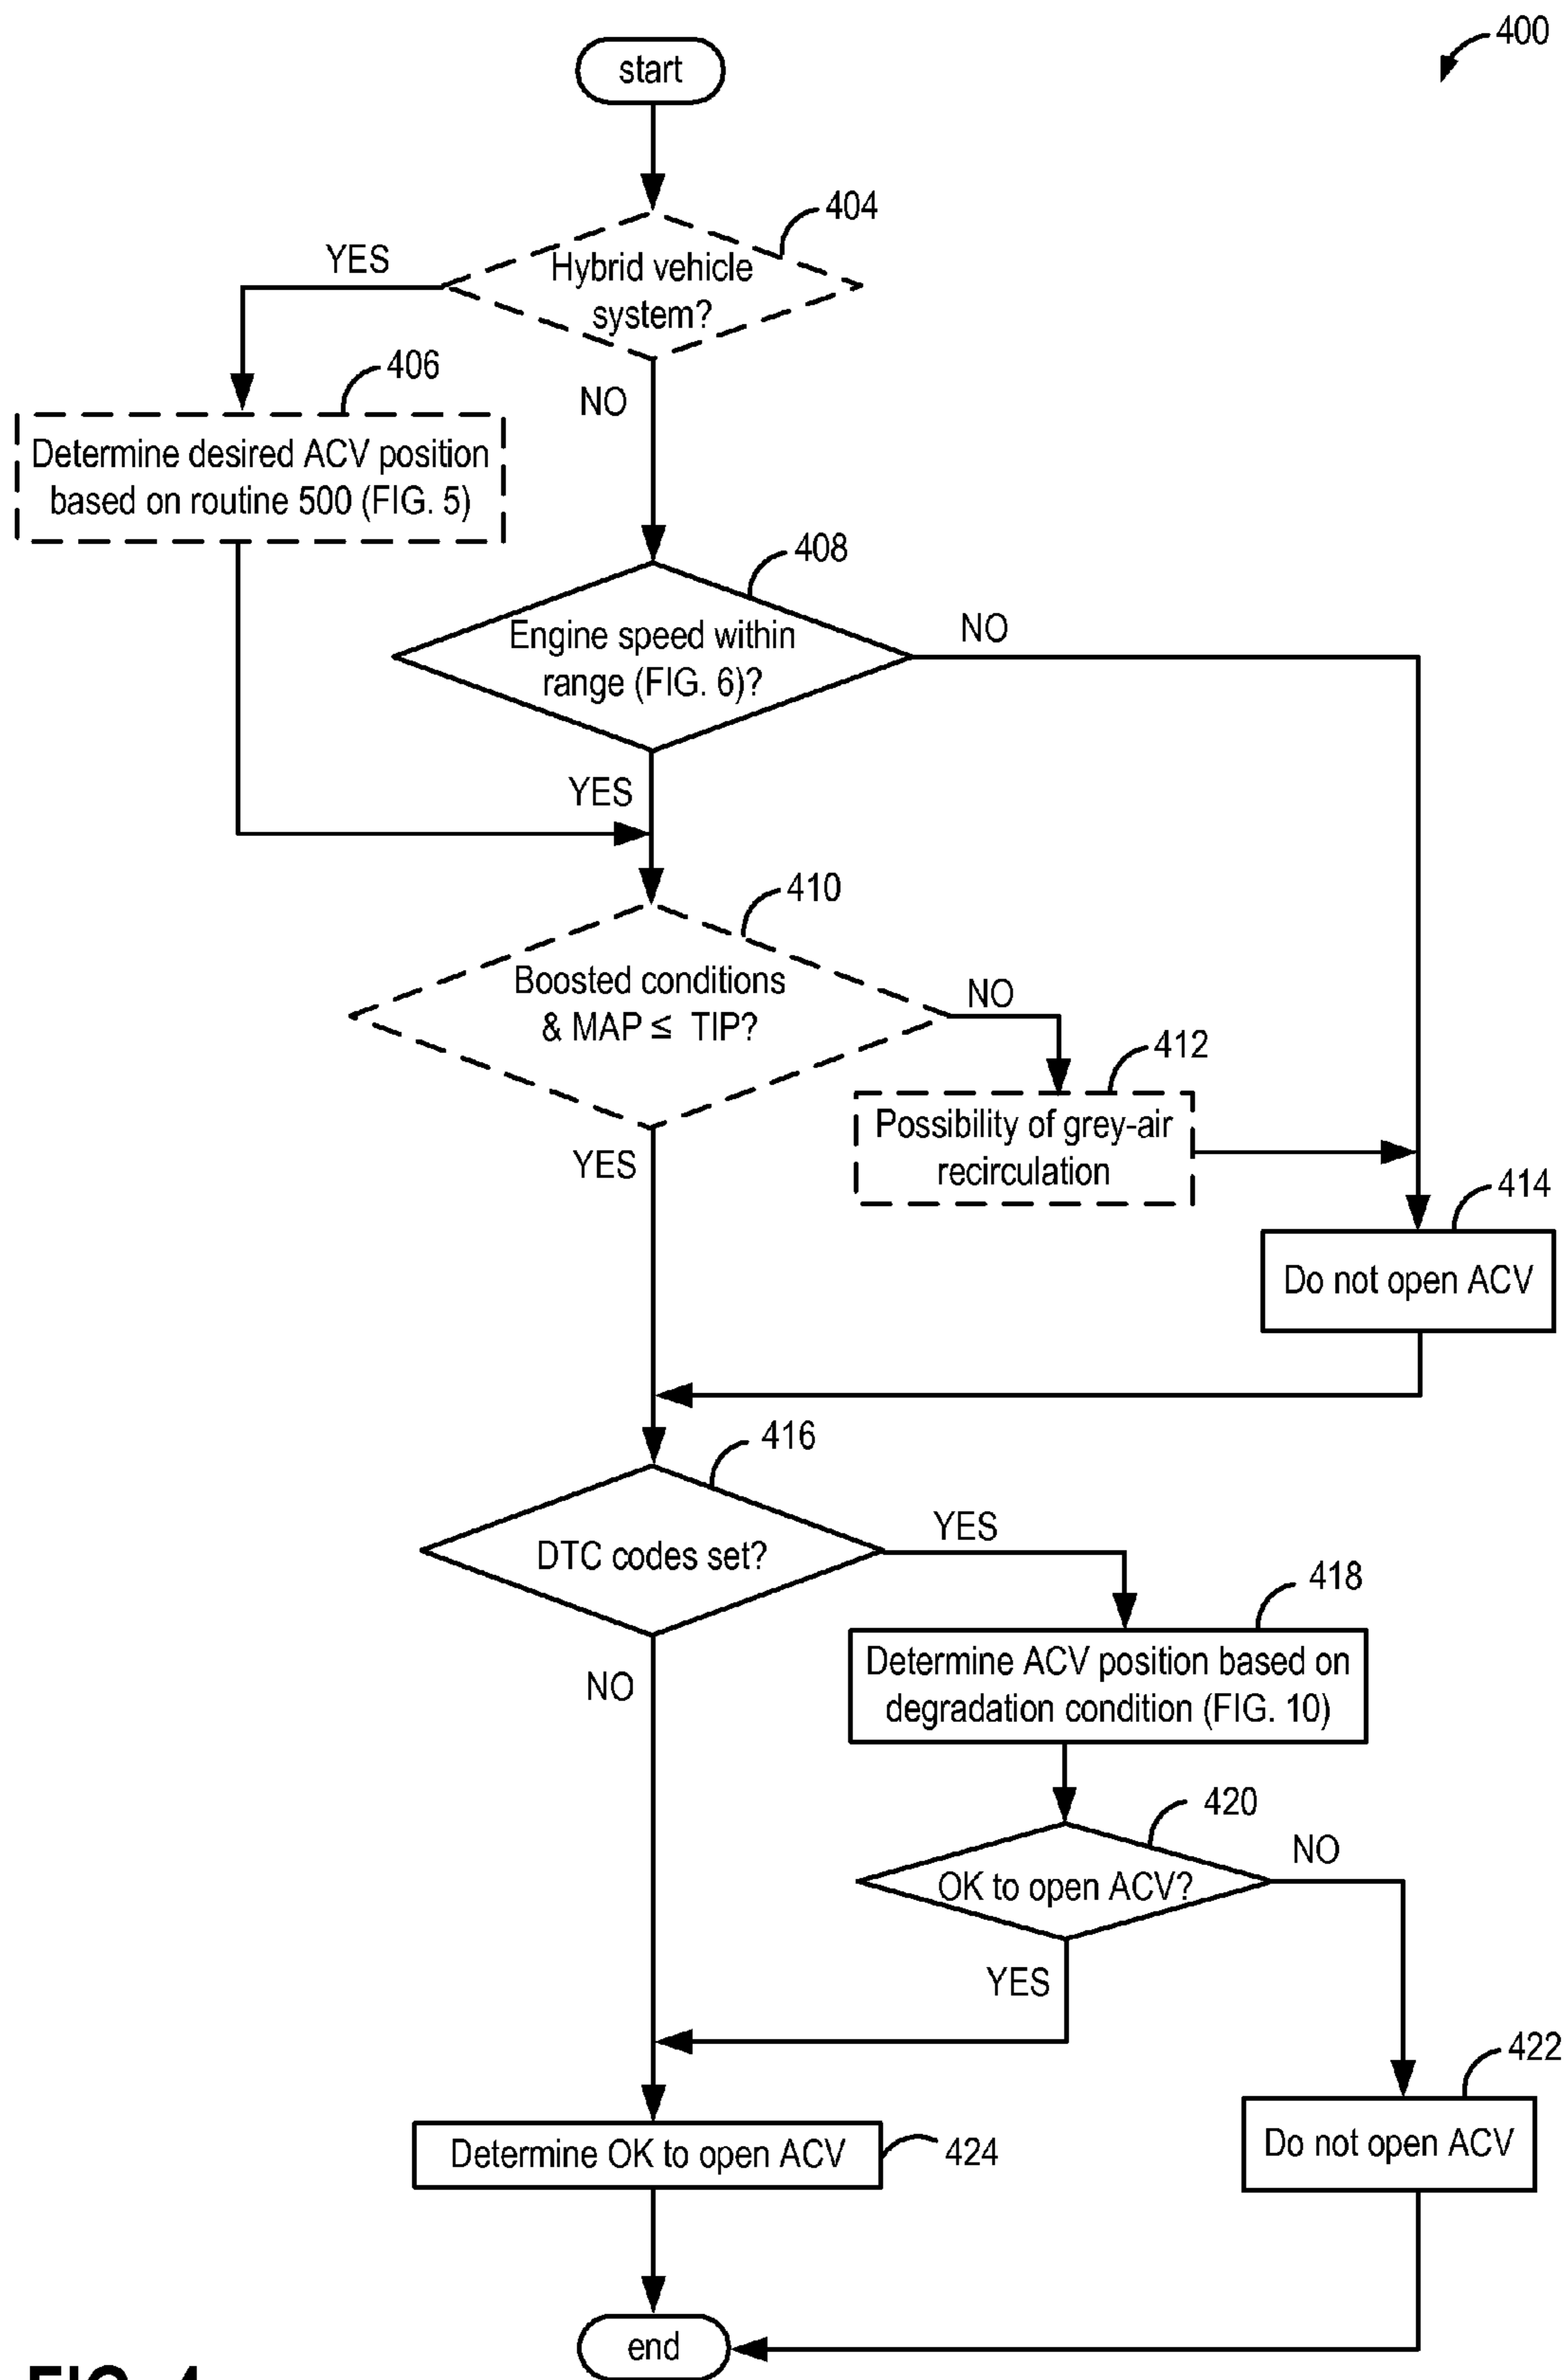 400
start
404
Hybrid vehicle
system?
YES
NO
406
Determine desired ACV position
based on routine 500 (FIG. 5)
408
Engine speed within
range (FIG. 6)?
NO
YES
410
Boosted conditions
& MAP ≤ TIP?
NO
412
Possibility of grey-air
recirculation
YES
414
Do not open ACV
416
DTC codes set?
YES
418
Determine ACV position based on
degradation condition (FIG. 10)
NO
420
OK to open ACV?
NO
YES
422
Do not open ACV
Determine OK to open ACV
424
end
FIG. 4